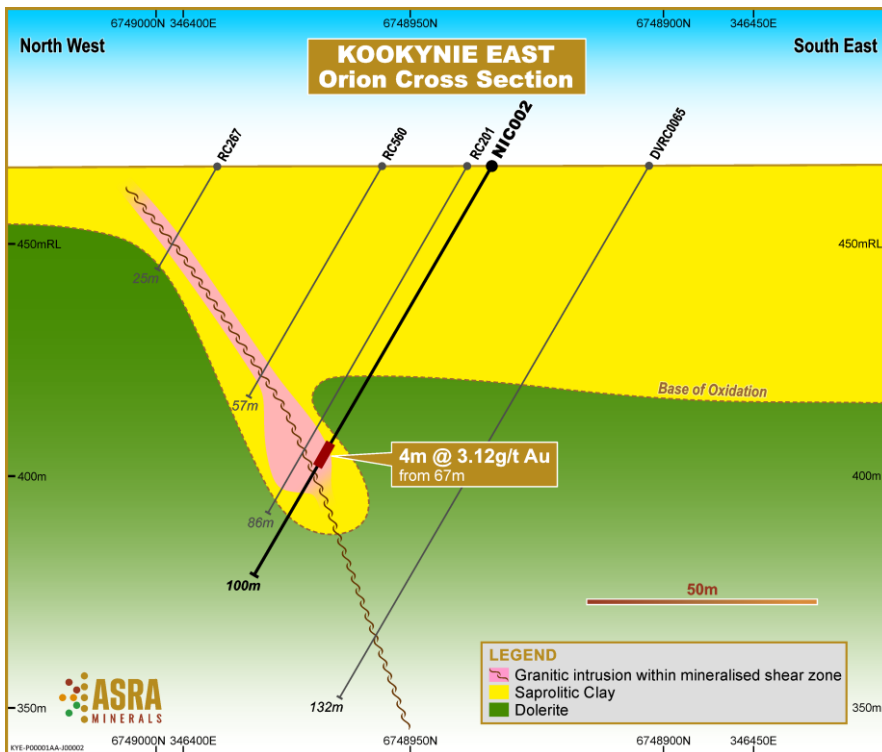 6749000N 346400E 6748950N 6748900N 346450E
North West
South East
KOOKYNIE EAST
Orion Cross Section
RC267
RC560
RC201
NIC002
DVRC0065
450mRL
450mRL
25m
57m
Base of Oxidation
4m @ 3.12g/t Au
from 67m
400m
400m
86m
100m
50m
LEGEND
Granitic intrusion within mineralised shear zone
Saprolitic Clay
Dolerite
ASRA
MINERALS
132m
350m
350m
KYE-P00001AA-J00002
6749000N 346400E 6748950N 6748900N 346450E